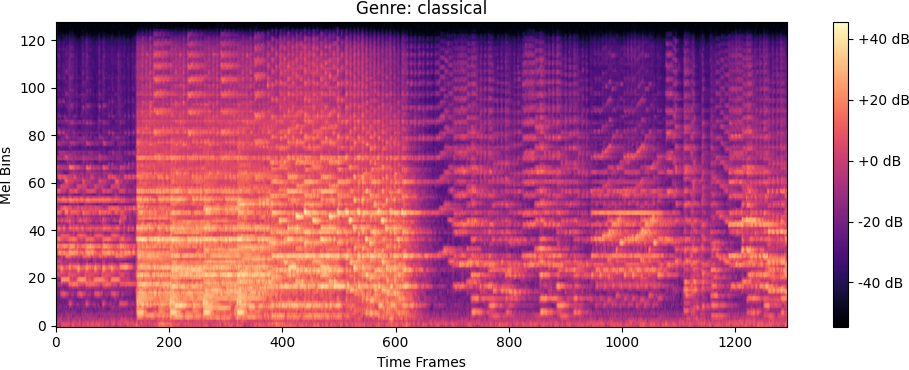 Genre: classical
Mel Bins
120
100
80
60
40
20
0
0 200 400 600 800 1000 1200
Time Frames
+40 dB
+20 dB
+0 dB
-20 dB
-40 dB